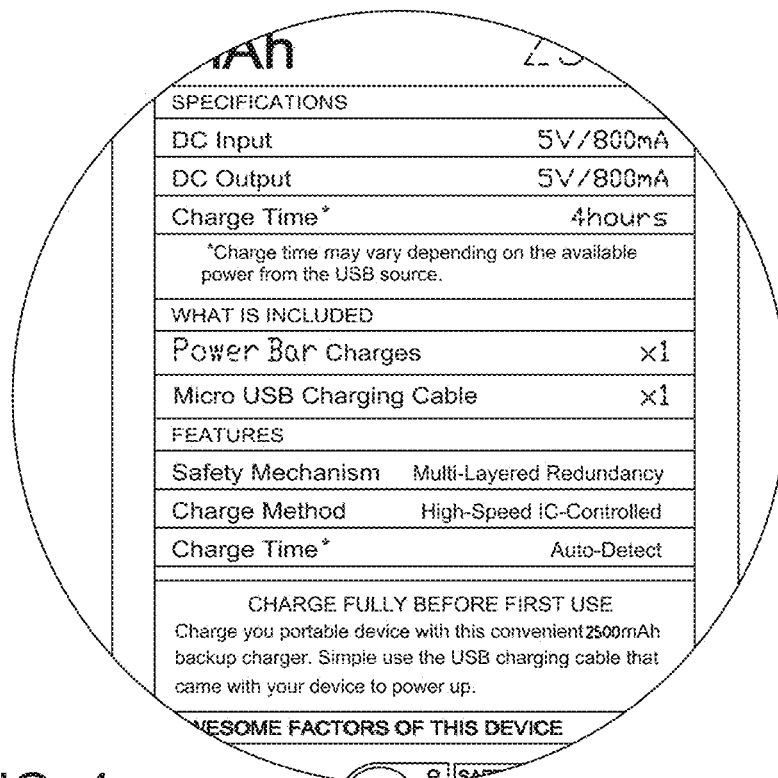 mAh
SPECIFICATIONS
DC Input 5V/800mA
DC Output 5V/800mA
Charge Time* 4hours
*Charge time may vary depending on the available
power from the USB source.
WHAT IS INCLUDED
Power Bar Charges x1
Micro USB Charging Cable x1
FEATURES
Safety Mechanism Multi-Layered Redundancy
Charge Method High-Speed IC-Controlled
Charge Time* Auto-Detect
CHARGE FULLY BEFORE FIRST USE
Charge you portable device with this convenient 2500mAh
backup charger. Simple use the USB charging cable that
came with your device to power up.
WESOME FACTORS OF THIS DEVICE